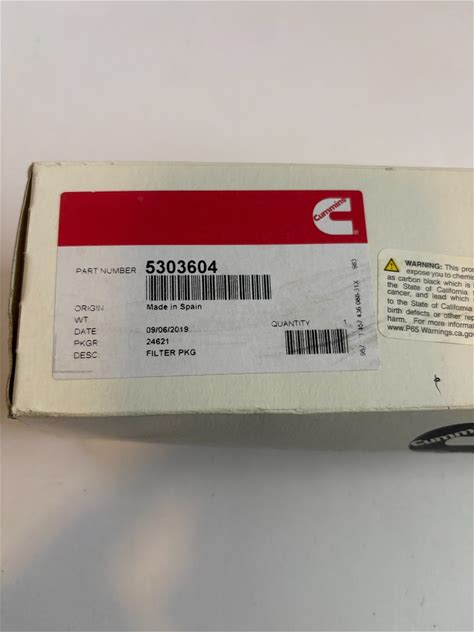 Cummins
PART NUMBER 5303604
ORIGIN Made in Spain
WT.
DATE 09/06/2019 QUANTITY 1
PKGR. 24621
DESC. FILTER PKG
983
WARNING: This pro
expose you to chemi
as carbon black which is
the State of California
cancer, and lead which
to the State of California
birth defects or other rep
harm. For more informa
www.P65Warnings.ca.gov
Cummins